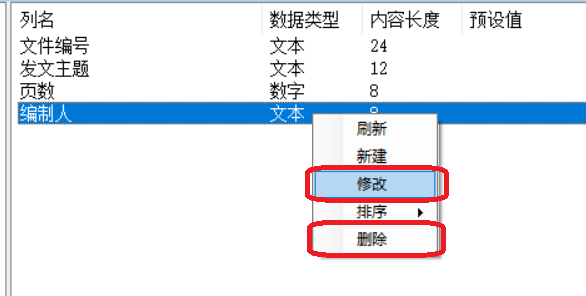 列名 数据类型 内容长度 预设值
文件编号 文本 24
发文主题 文本 12
页数 数字 8
编制人 文本 8
刷新
新建
修改
排序
删除